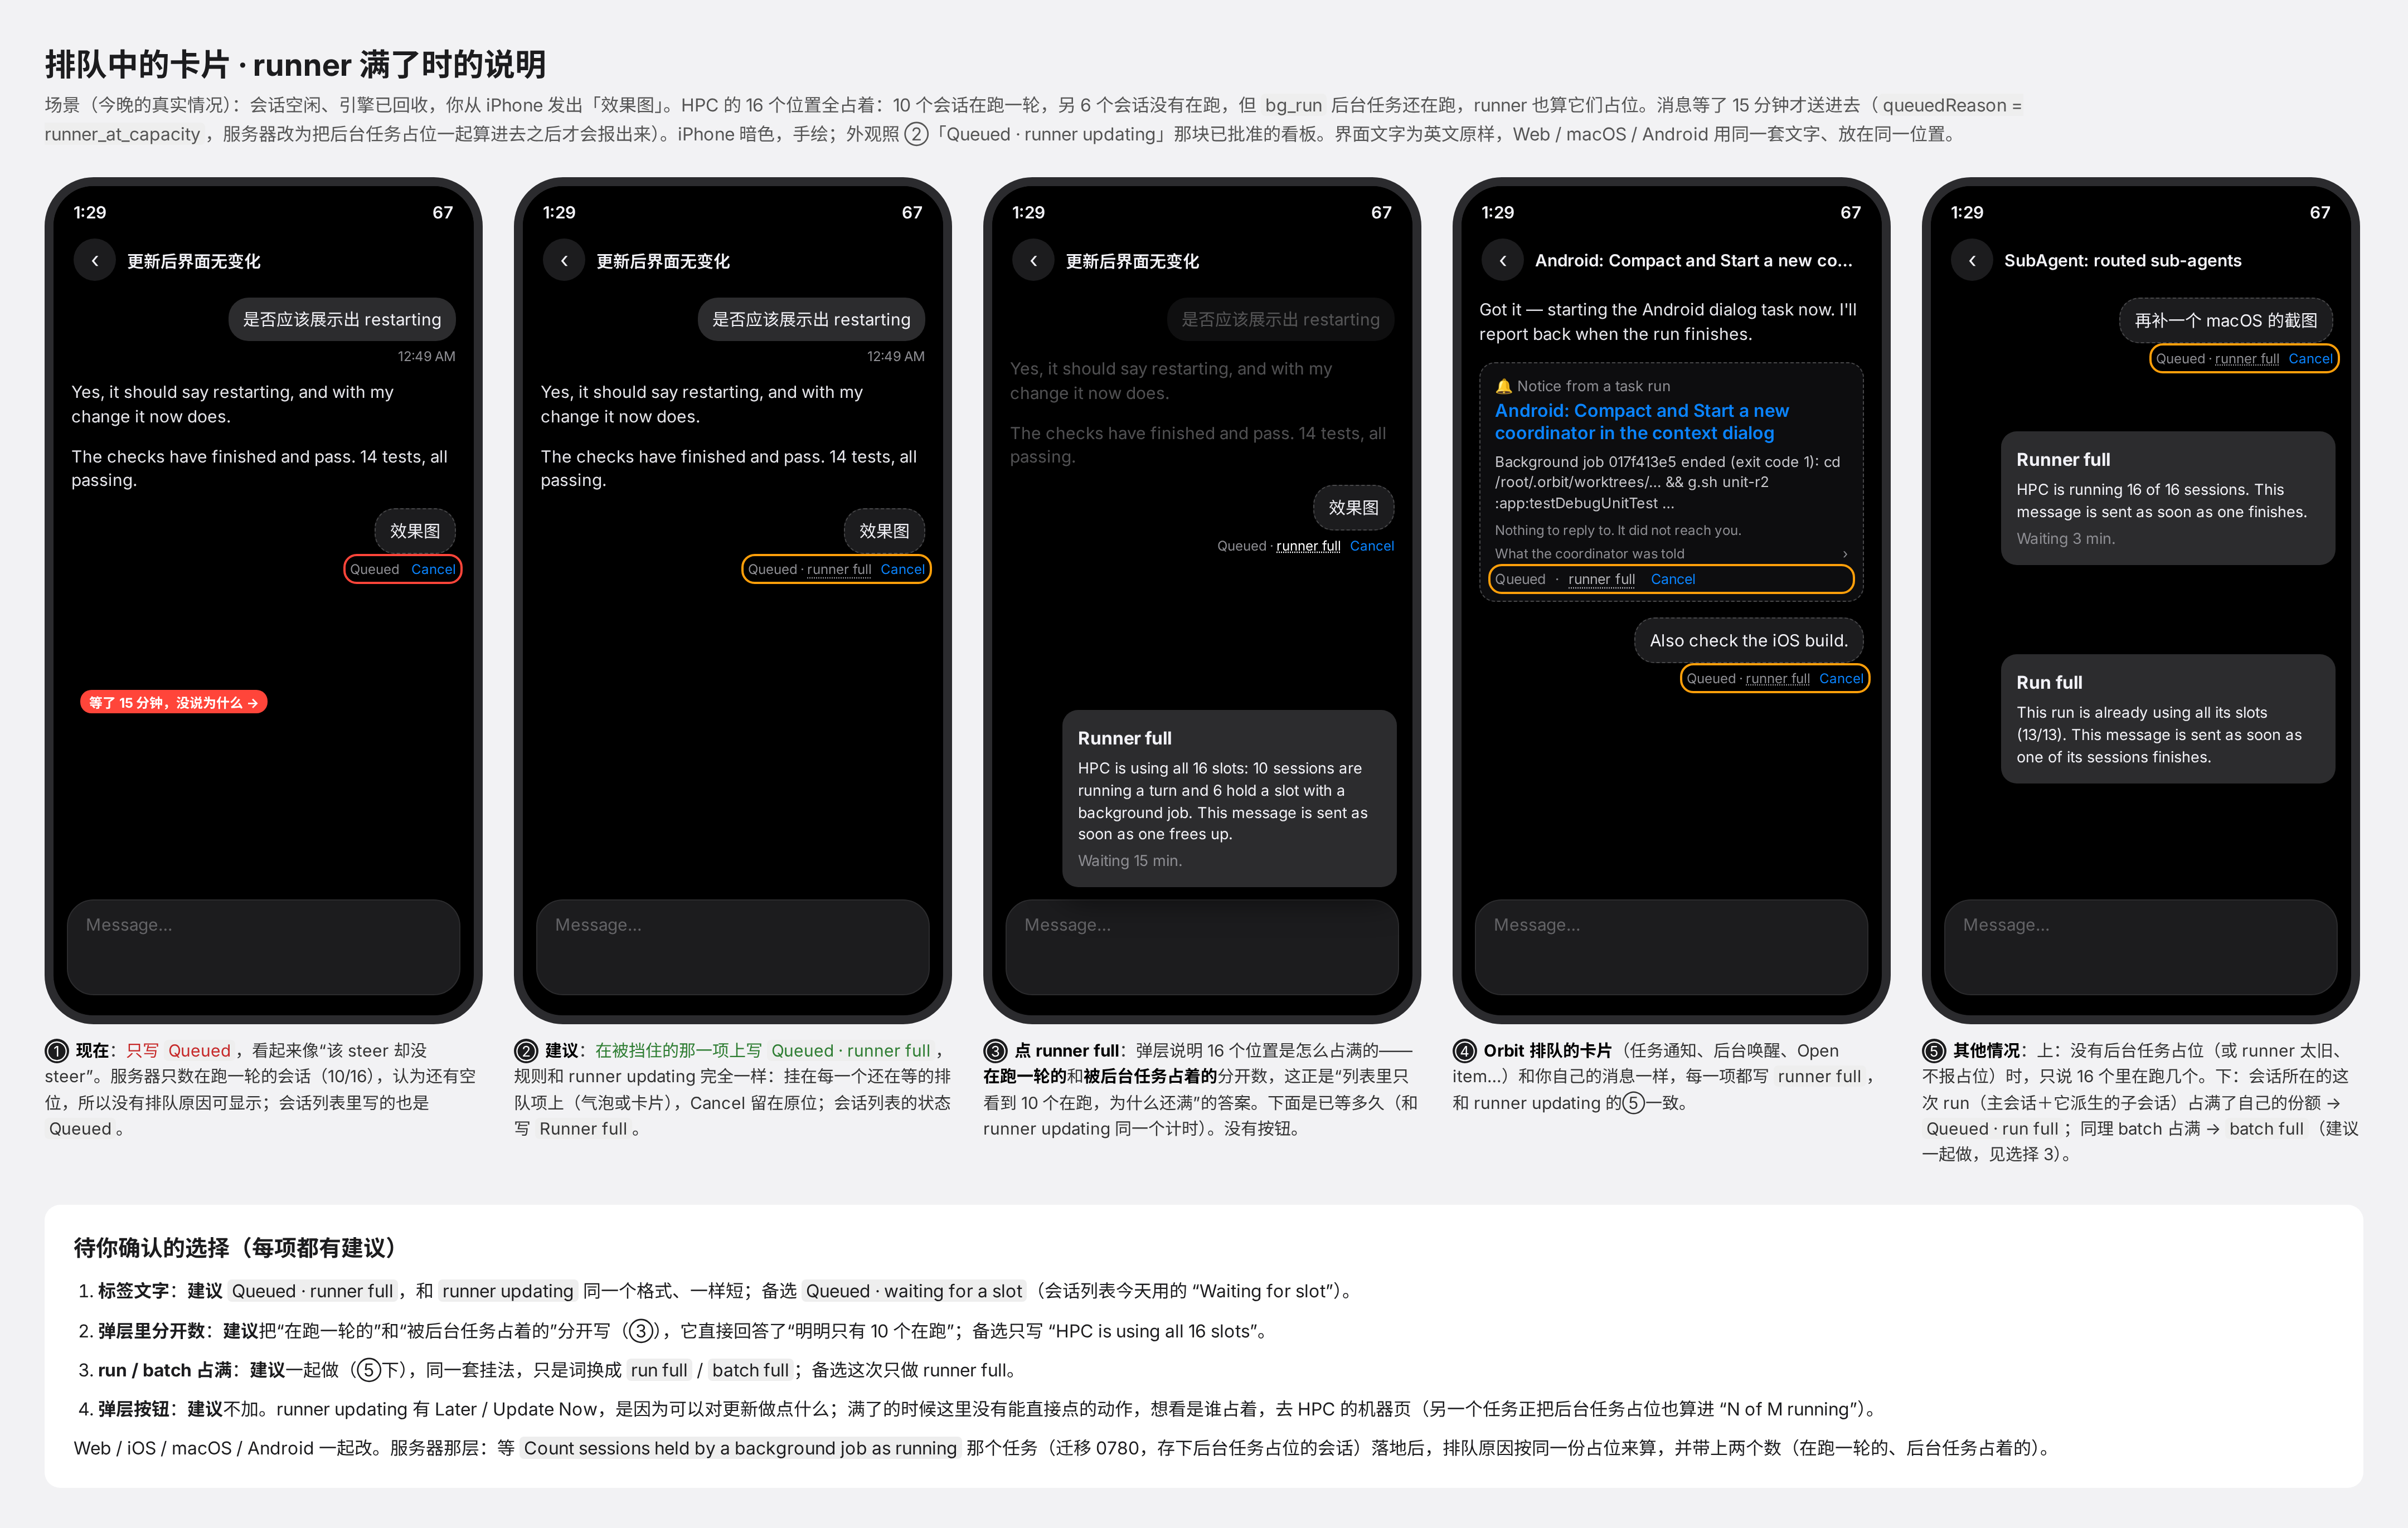 排队中的卡片 · runner 满了时的说明
场景（今晚的真实情况）：会话空闲、引擎已回收，你从 iPhone 发出「效果图」。HPC 的 16 个位置全占着：10 个会话在跑一轮，另 6 个会话没有在跑，但 bg_run 后台任务还在跑，runner 也算它们占位。消息等了 15 分钟才送进去（ queuedReason =
runner_at_capacity ，服务器改为把后台任务占位一起算进去之后才会报出来）。iPhone 暗色，手绘；外观照 ②「Queued · runner updating」那块已批准的看板。界面文字为英文原样，Web / macOS / Android 用同一套文字、放在同一位置。
1:29
67
‹
更新后界面无变化
是否应该展示出 restarting
12:49 AM
Yes, it should say restarting, and with my
change it now does.
The checks have finished and pass. 14 tests, all
passing.
效果图
Queued Cancel
等了 15 分钟，没说为什么 →
Message...
1:29
67
‹
更新后界面无变化
是否应该展示出 restarting
12:49 AM
Yes, it should say restarting, and with my
change it now does.
The checks have finished and pass. 14 tests, all
passing.
效果图
Queued · runner full Cancel
Message...
1:29
67
‹
更新后界面无变化
是否应该展示出 restarting
Yes, it should say restarting, and with my
change it now does.
The checks have finished and pass. 14 tests, all
passing.
效果图
Queued · runner full Cancel
Runner full
HPC is using all 16 slots: 10 sessions are
running a turn and 6 hold a slot with a
background job. This message is sent as
soon as one frees up.
Waiting 15 min.
Message...
1:29
67
‹
Android: Compact and Start a new co...
Got it — starting the Android dialog task now. I'll
report back when the run finishes.
🔔 Notice from a task run
Android: Compact and Start a new
coordinator in the context dialog
Background job 017f413e5 ended (exit code 1): cd
/root/.orbit/worktrees/... && g.sh unit-r2
:app:testDebugUnitTest ...
Nothing to reply to. It did not reach you.
What the coordinator was told ›
Queued · runner full Cancel
Also check the iOS build.
Queued · runner full Cancel
Message...
1:29
67
‹
SubAgent: routed sub-agents
再补一个 macOS 的截图
Queued · runner full Cancel
Runner full
HPC is running 16 of 16 sessions. This
message is sent as soon as one finishes.
Waiting 3 min.
Run full
This run is already using all its slots
(13/13). This message is sent as soon as
one of its sessions finishes.
Message...
① 现在：只写 Queued ，看起来像“该 steer 却没
steer”。服务器只数在跑一轮的会话（10/16），认为还有空
位，所以没有排队原因可显示；会话列表里写的也是
Queued 。
② 建议：在被挡住的那一项上写 Queued · runner full ，
规则和 runner updating 完全一样：挂在每一个还在等的排
队项上（气泡或卡片），Cancel 留在原位；会话列表的状态
写 Runner full 。
③ 点 runner full：弹层说明 16 个位置是怎么占满的——
在跑一轮的和被后台任务占着的分开数，这正是“列表里只
看到 10 个在跑，为什么还满”的答案。下面是已等多久（和
runner updating 同一个计时）。没有按钮。
④ Orbit 排队的卡片（任务通知、后台唤醒、Open
item...）和你自己的消息一样，每一项都写 runner full ，
和 runner updating 的⑤一致。
⑤ 其他情况：上：没有后台任务占位（或 runner 太旧、
不报占位）时，只说 16 个里在跑几个。下：会话所在的这
次 run（主会话＋它派生的子会话）占满了自己的份额 →
Queued · run full ；同理 batch 占满 → batch full （建议
一起做，见选择 3）。
待你确认的选择（每项都有建议）
1. 标签文字：建议 Queued · runner full ，和 runner updating 同一个格式、一样短；备选 Queued · waiting for a slot （会话列表今天用的 “Waiting for slot”）。
2. 弹层里分开数：建议把“在跑一轮的”和“被后台任务占着的”分开写（③），它直接回答了“明明只有 10 个在跑”；备选只写 “HPC is using all 16 slots”。
3. run / batch 占满：建议一起做（⑤下），同一套挂法，只是词换成 run full / batch full ；备选这次只做 runner full。
4. 弹层按钮：建议不加。runner updating 有 Later / Update Now，是因为可以对更新做点什么；满了的时候这里没有能直接点的动作，想看是谁占着，去 HPC 的机器页（另一个任务正把后台任务占位也算进 “N of M running”）。
Web / iOS / macOS / Android 一起改。服务器那层：等 Count sessions held by a background job as running 那个任务（迁移 0780，存下后台任务占位的会话）落地后，排队原因按同一份占位来算，并带上两个数（在跑一轮的、后台任务占着的）。